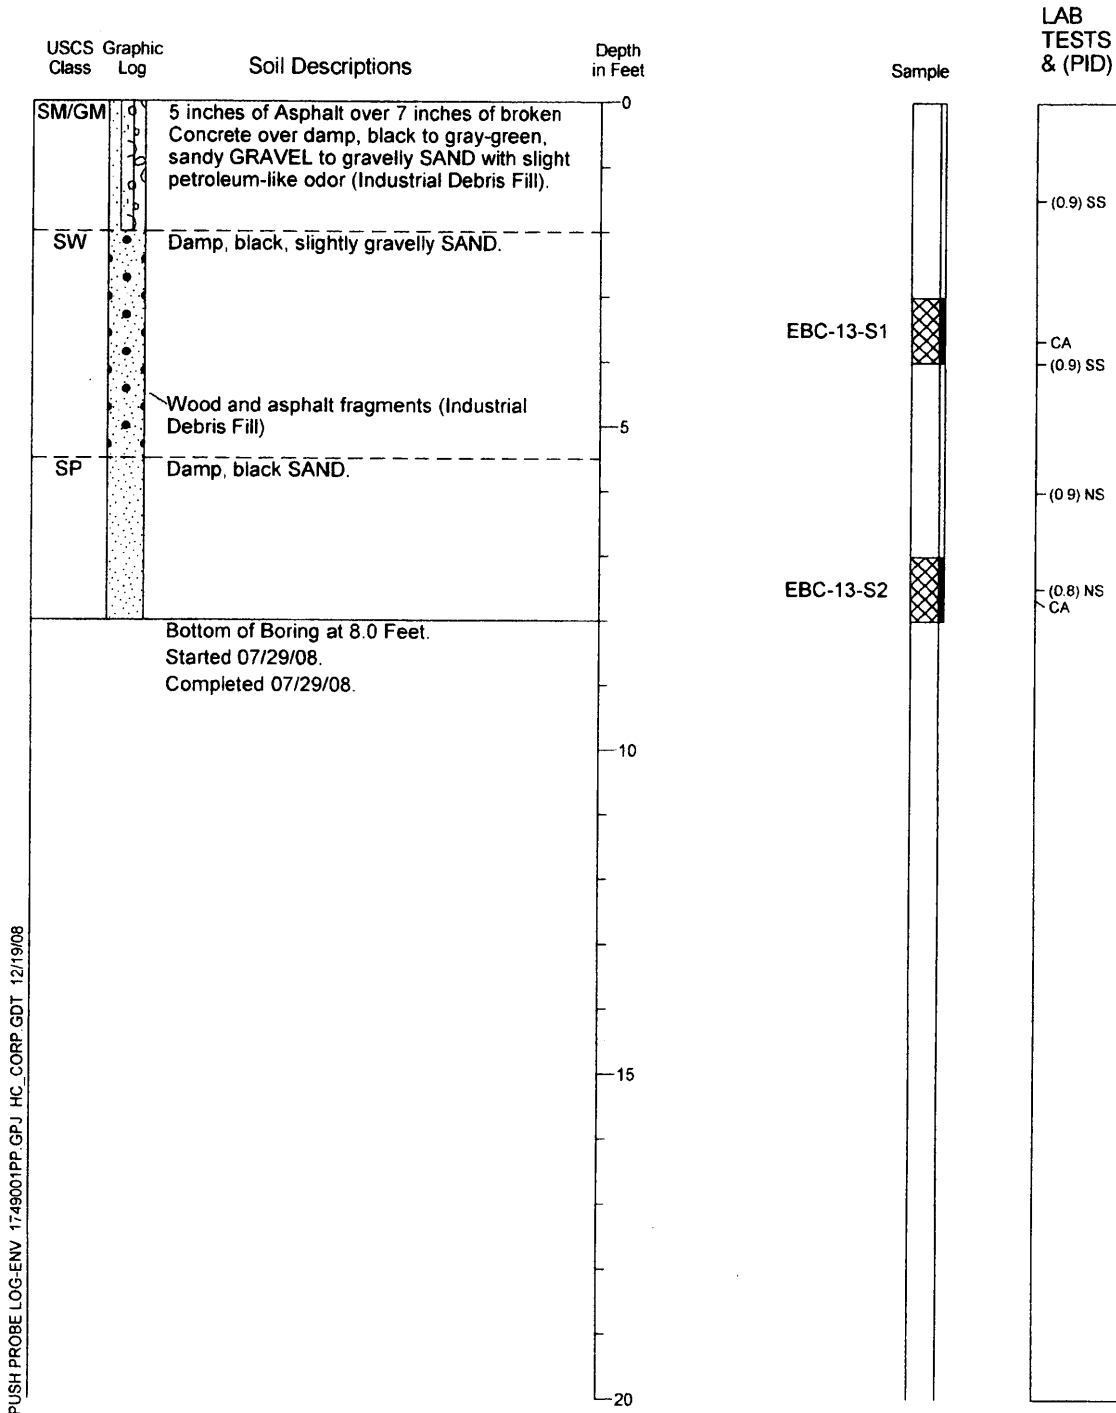 LAB
TESTS
& (PID)
USCS Graphic
Class Log
Soil Descriptions
Depth
in Feet
Sample
SM/GM
5 inches of Asphalt over 7 inches of broken
Concrete over damp, black to gray-green,
sandy GRAVEL to gravelly SAND with slight
petroleum-like odor (Industrial Debris Fill).
0
(0.9) SS
SW
Damp, black, slightly gravelly SAND.
EBC-13-S1
CA
(0.9) SS
Wood and asphalt fragments (Industrial
Debris Fill)
5
SP
Damp, black SAND.
(0 9) NS
EBC-13-S2
(0.8) NS
CA
Bottom of Boring at 8.0 Feet.
Started 07/29/08.
Completed 07/29/08.
10
15
20
PUSH PROBE LOG-ENV 1749001PP.GPJ HC_CORP.GDT 12/19/08